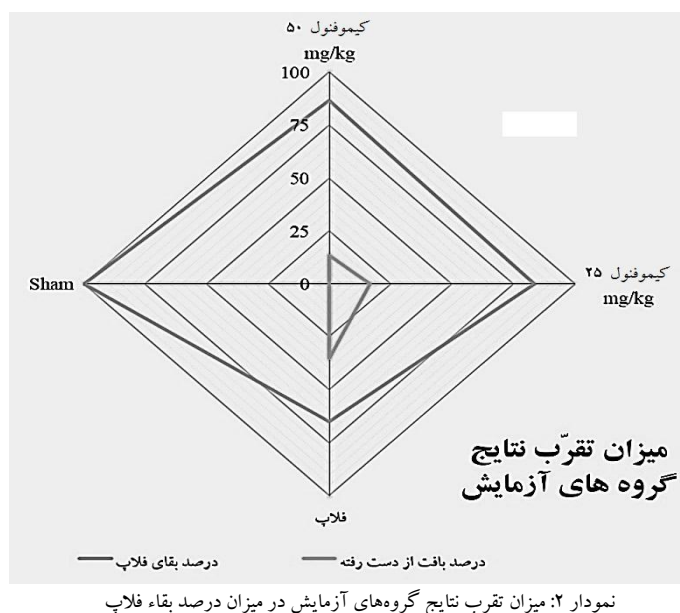 کیموفنول ۵۰
mg/kg
100
75
50
25
0
Sham
کیموفنول ۲۵
mg/kg
فلاپ
میزان تقرّب نتایج
گروه های آزمایش
درصد بافت از دست رفته
درصد بقای فلاپ
نمودار ۲: میزان تقرب نتایج گروه‌های آزمایش در میزان درصد بقاء فلاپ